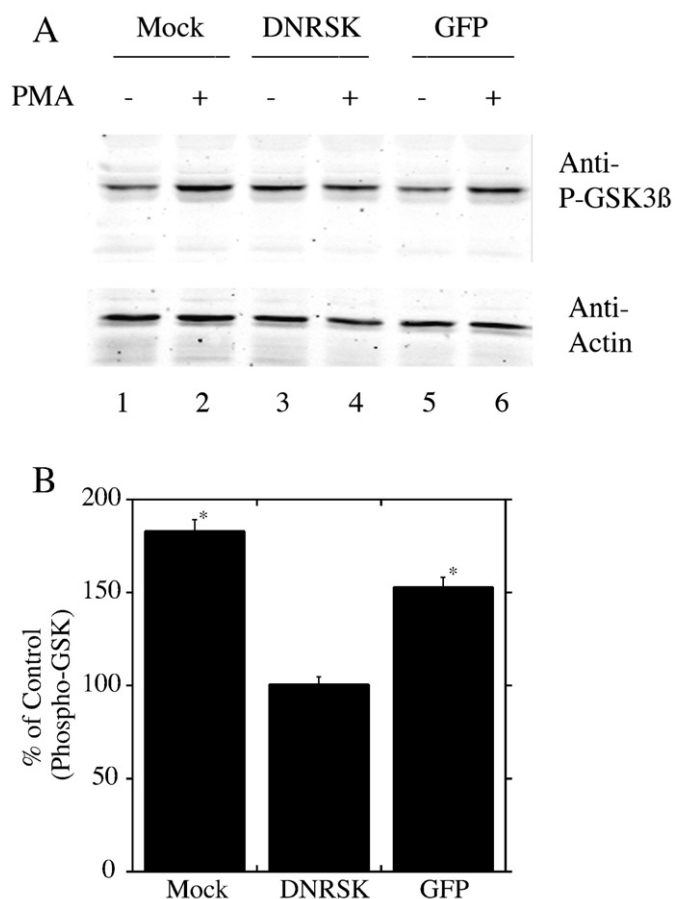 A
Mock DNRSK GFP
PMA - + - + - +
Anti-
P-GSK3ß
Anti-
Actin
1 2 3 4 5 6
B
200
150
100
50
0
% of Control
(Phospho-GSK)
* *
Mock DNRSK GFP